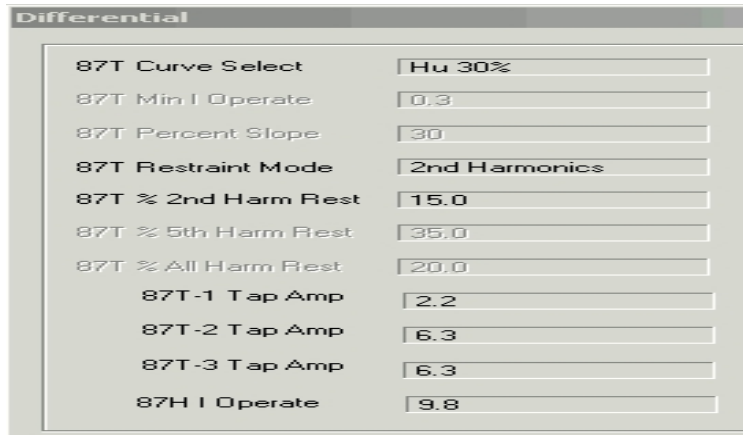 Differential
87T Curve Select Hu 30%
87T Min I Operate 0.3
87T Percent Slope 30
87T Restraint Mode 2nd Harmonics
87T % 2nd Harm Rest 15.0
87T % 5th Harm Rest 35.0
87T % All Harm Rest 20.0
87T-1 Tap Amp 2.2
87T-2 Tap Amp 6.3
87T-3 Tap Amp 6.3
87H I Operate 9.8